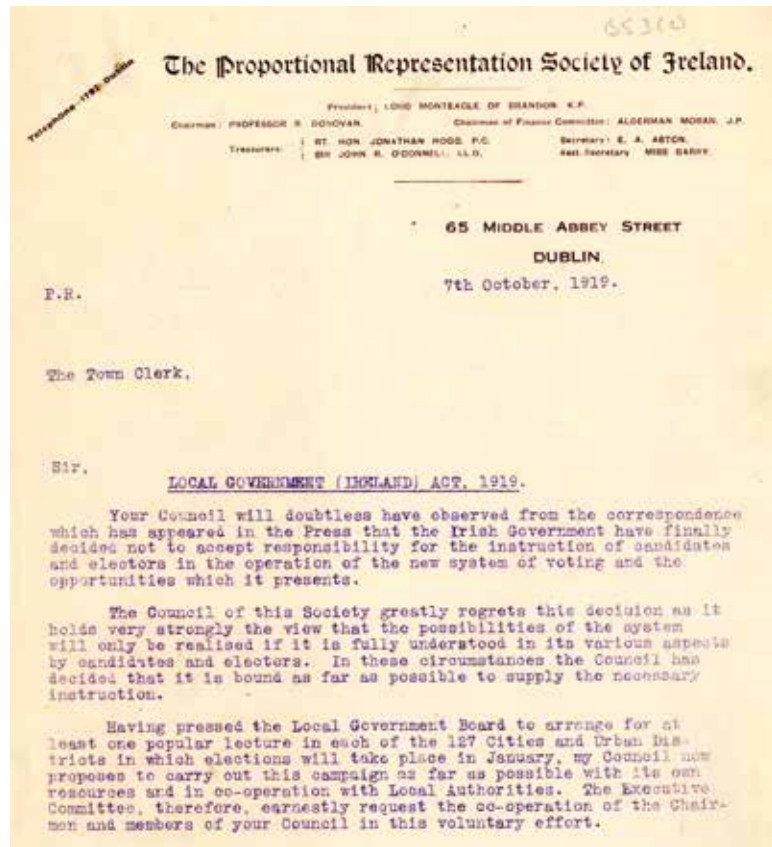 B53(2)
The Proportional Representation Society of Ireland.
Telephone-1792 Dublin
President; LORD MONTEAGLE OF BRANDON K.P.
Chairman: PROFESSOR R. DONOVAN. Chairman of Finance Committee: ALDERMAN MORAN, J.P.
Treasurers: RT. HON. JONATHAN HOGG, P.C. Secretary: E. A. ASTON.
SIR JOHN R. O'DONNELL, LL.D. Asst. Secretary MISS BARRY.
65 MIDDLE ABBEY STREET
DUBLIN.
7th October, 1919.
P.R.
The Town Clerk,
Sir,
LOCAL GOVERNMENT (IRELAND) ACT, 1919.
Your Council will doubtless have observed from the correspondence
which has appeared in the Press that the Irish Government have finally
decided not to accept responsibility for the instruction of candidates
and electors in the operation of the new system of voting and the
opportunities which it presents.
The Council of this Society greatly regrets this decision as it
holds very strongly the view that the possibilities of the system
will only be realised if it is fully understood in its various aspects
by candidates and electors. In these circumstances the Council has
decided that it is bound as far as possible to supply the necessary
instruction.
Having pressed the Local Government Board to arrange for at
least one popular lecture in each of the 127 Cities and Urban Dis-
tricts in which elections will take place in January, my Council now
proposes to carry out this campaign as far as possible with its own
resources and in co-operation with Local Authorities. The Executive
Committee, therefore, earnestly request the co-operation of the Chair-
men and members of your Council in this voluntary effort.